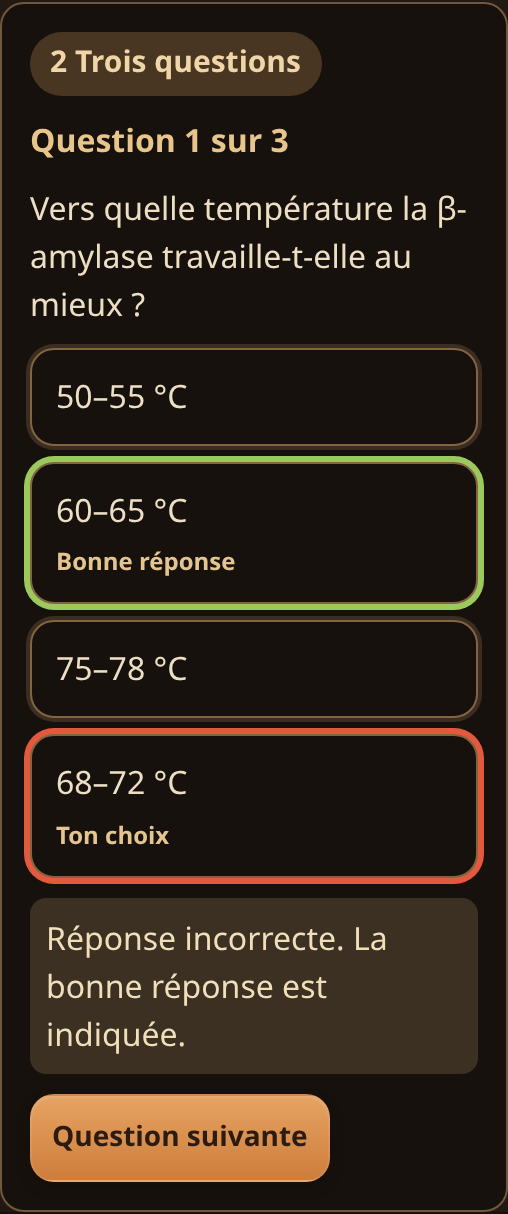 2 Trois questions
Question 1 sur 3
Vers quelle température la β-
amylase travaille-t-elle au
mieux ?
50–55 °C
60–65 °C
Bonne réponse
75–78 °C
68–72 °C
Ton choix
Réponse incorrecte. La
bonne réponse est
indiquée.
Question suivante